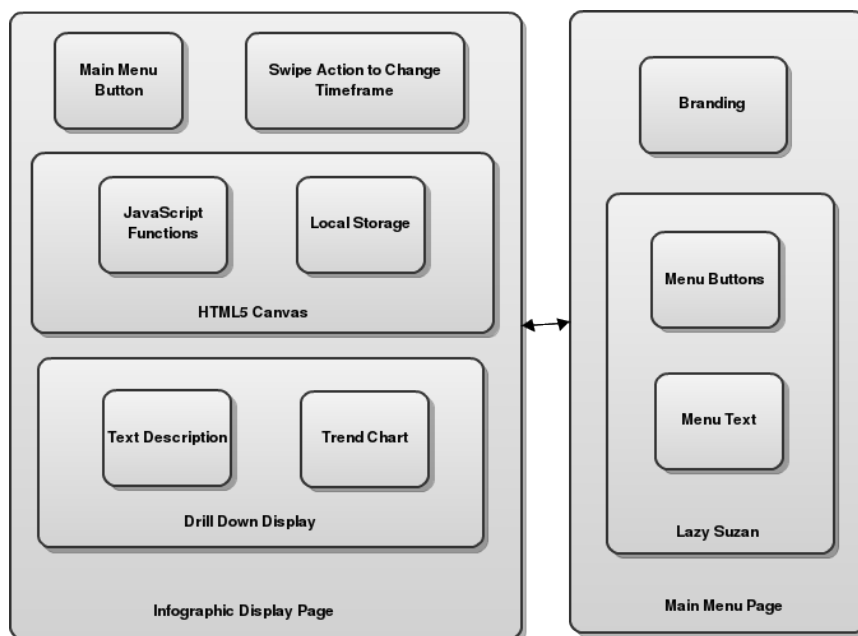 Main Menu
Button
Swipe Action to Change
Timeframe
JavaScript
Functions
Local Storage
HTML5 Canvas
Text Description
Trend Chart
Drill Down Display
Infographic Display Page
Branding
Menu Buttons
Menu Text
Lazy Suzan
Main Menu Page